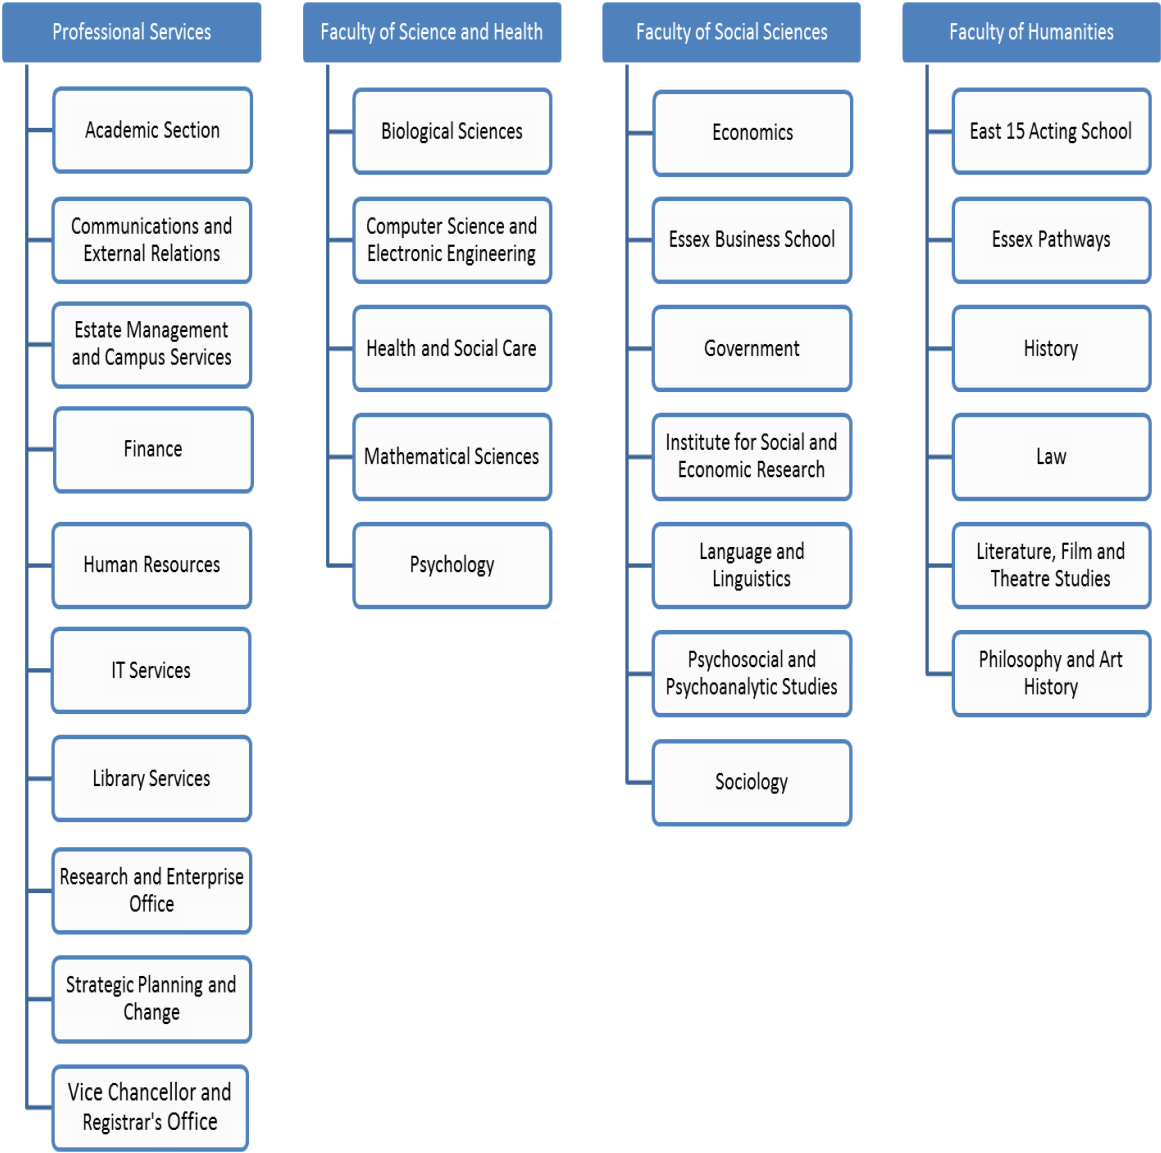 Professional Services
Academic Section
Communications and
External Relations
Estate Management
and Campus Services
Finance
Human Resources
IT Services
Library Services
Research and Enterprise
Office
Strategic Planning and
Change
Vice Chancellor and
Registrar's Office
Faculty of Science and Health
Biological Sciences
Computer Science and
Electronic Engineering
Health and Social Care
Mathematical Sciences
Psychology
Faculty of Social Sciences
Economics
Essex Business School
Government
Institute for Social and
Economic Research
Language and
Linguistics
Psychosocial and
Psychoanalytic Studies
Sociology
Faculty of Humanities
East 15 Acting School
Essex Pathways
History
Law
Literature, Film and
Theatre Studies
Philosophy and Art
History